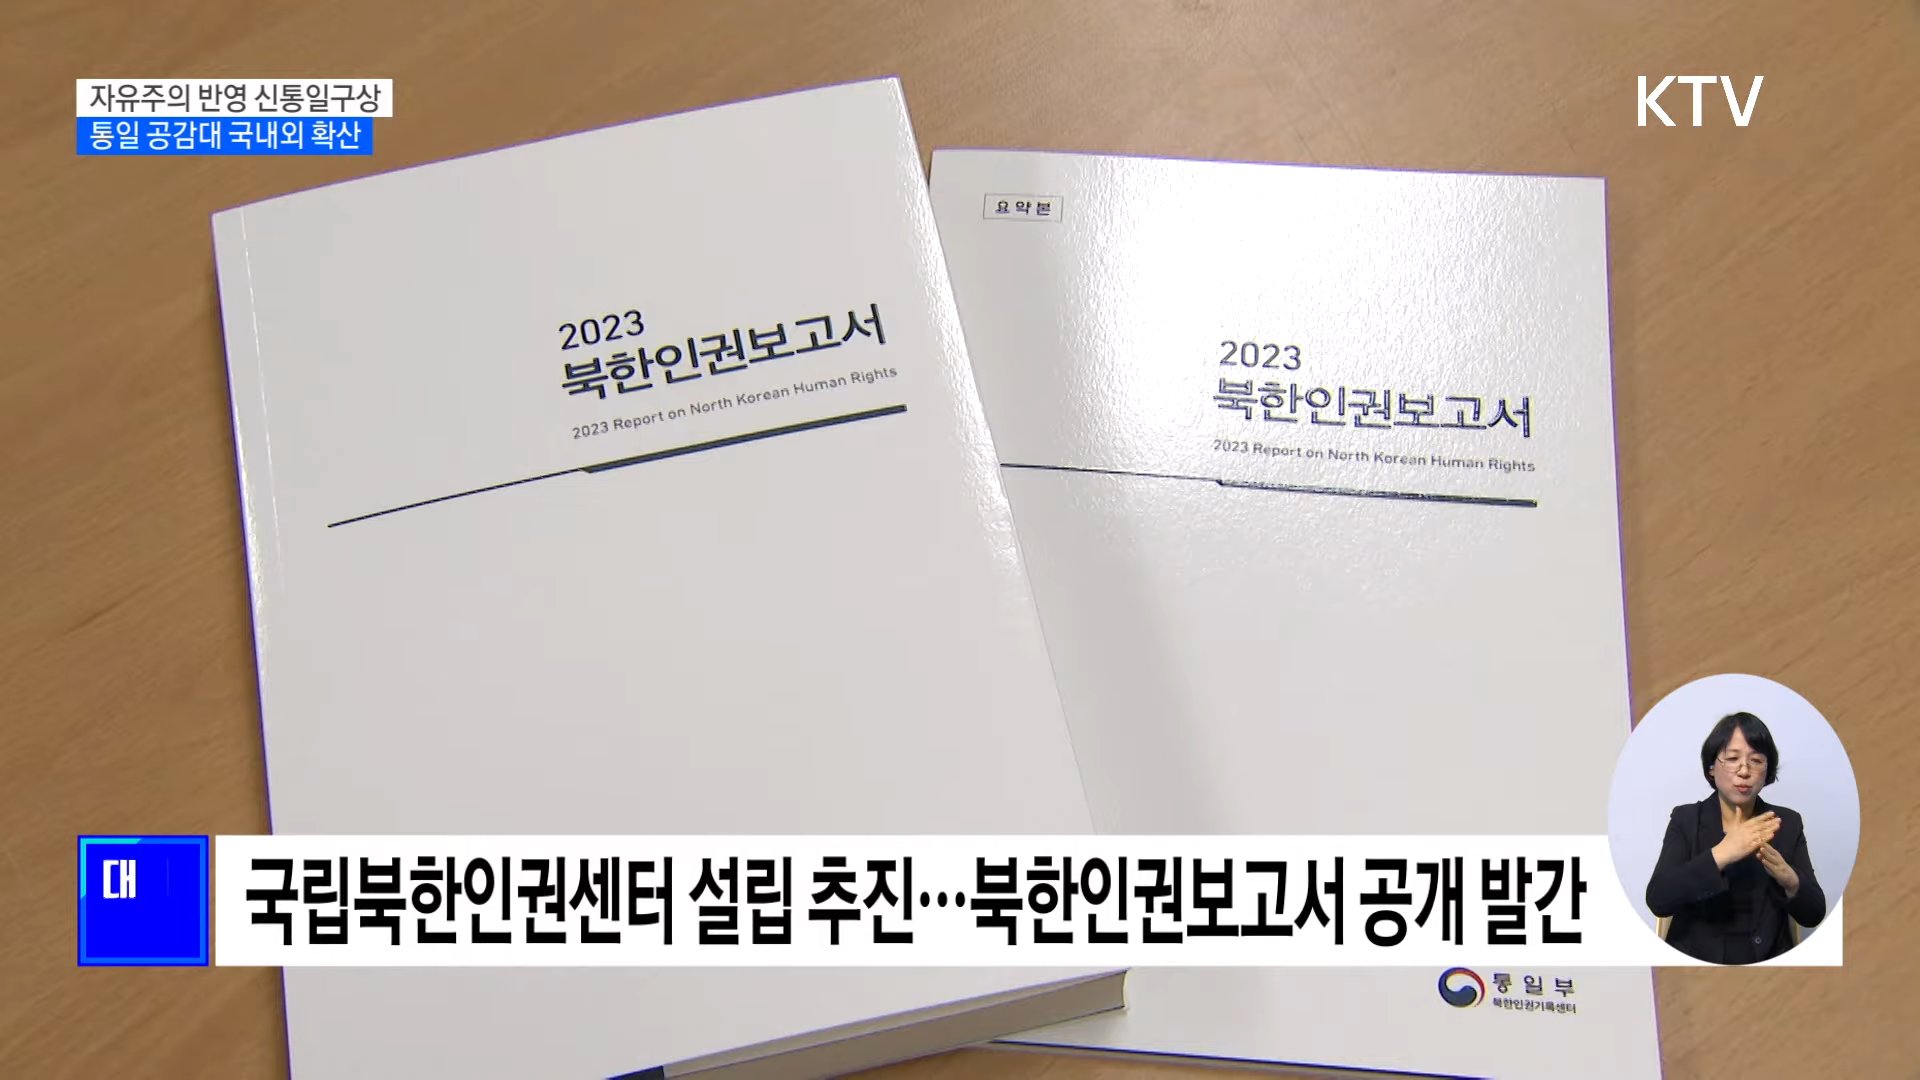 자유주의 반영 신통일구상
통일 공감대 국내외 확산
KTV
2023
북한인권보고서
2023 Report on North Korean Human Rights
요약본
2023
북한인권보고서
2023 Report on North Korean Human Rights
대
국립북한인권센터 설립 추진…북한인권보고서 공개 발간
통일부
북한인권기록센터